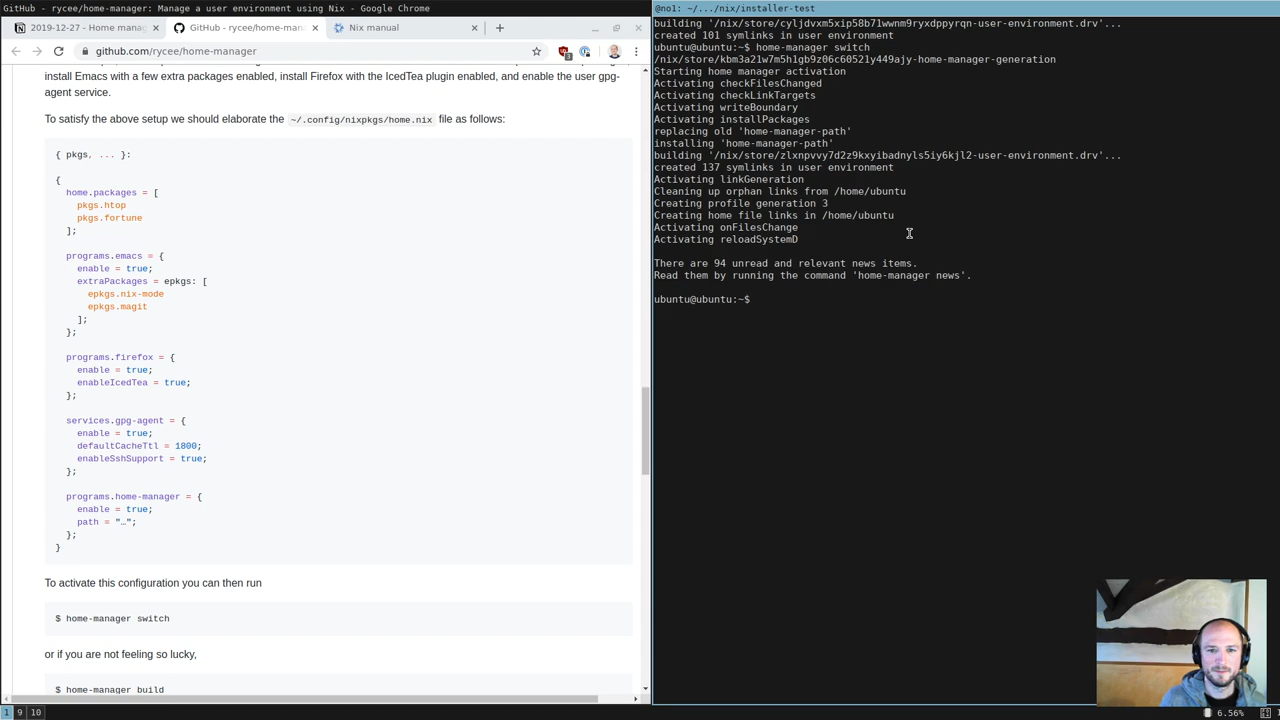 GitHub - rycee/home-manager: Manage a user environment using Nix - Google Chrome
2019-12-27 - Home manag
GitHub - rycee/home-man
Nix manual
github.com/rycee/home-manager
install Emacs with a few extra packages enabled, install Firefox with the IcedTea plugin enabled, and enable the user gpg-
agent service.
To satisfy the above setup we should elaborate the ~/.config/nixpkgs/home.nix file as follows:
{ pkgs, ... }:
{
home.packages = [
pkgs.htop
pkgs.fortune
];
programs.emacs = {
enable = true;
extraPackages = epkgs: [
epkgs.nix-mode
epkgs.magit
];
};
programs.firefox = {
enable = true;
enableIcedTea = true;
};
services.gpg-agent = {
enable = true;
defaultCacheTtl = 1800;
enableSshSupport = true;
};
programs.home-manager = {
enable = true;
path = "…";
};
}
To activate this configuration you can then run
$ home-manager switch
or if you are not feeling so lucky,
$ home-manager build
1 9 10
@no1: ~/.../nix/installer-test
building '/nix/store/cyljdvxm5xip58b71wwnm9ryxdppyrqn-user-environment.drv'...
created 101 symlinks in user environment
ubuntu@ubuntu:~$ home-manager switch
/nix/store/kbm3a21w7m5h1gb9z06c60521y449ajy-home-manager-generation
Starting home manager activation
Activating checkFilesChanged
Activating checkLinkTargets
Activating writeBoundary
Activating installPackages
replacing old 'home-manager-path'
installing 'home-manager-path'
building '/nix/store/zlxnpvvy7d2z9kxyibadnyls5iy6kjl2-user-environment.drv'...
created 137 symlinks in user environment
Activating linkGeneration
Cleaning up orphan links from /home/ubuntu
Creating profile generation 3
Creating home file links in /home/ubuntu
Activating onFilesChange
Activating reloadSystemD
There are 94 unread and relevant news items.
Read them by running the command 'home-manager news'.
ubuntu@ubuntu:~$
6.56%